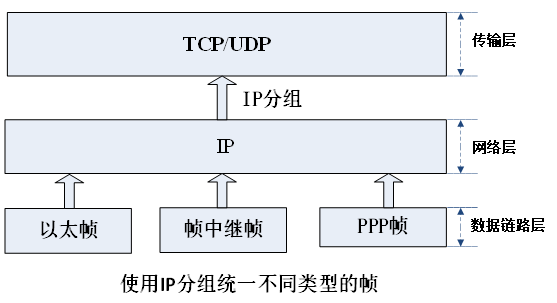 TCP/UDP
传输层
IP分组
IP
网络层
以太帧
帧中继帧
PPP帧
数据链路层
使用IP分组统一不同类型的帧